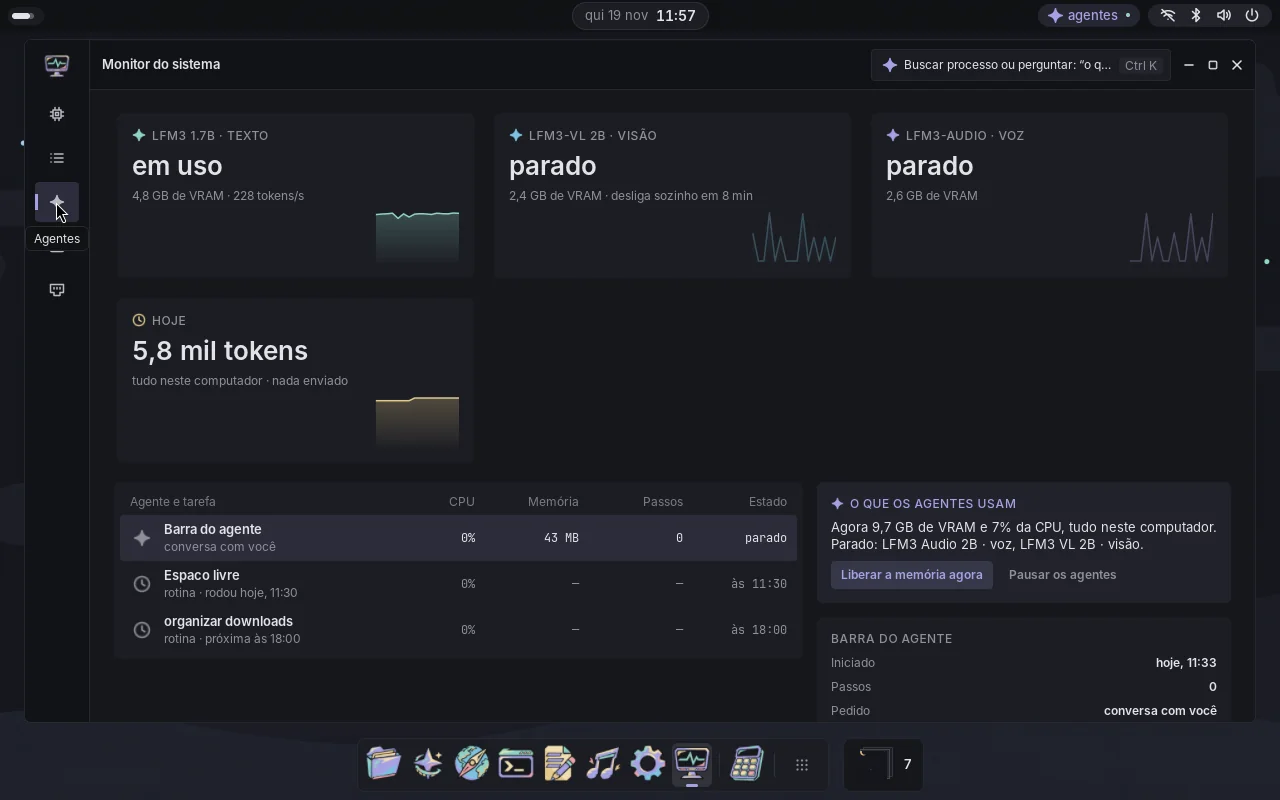 qui 19 nov 11:57
agentes
Monitor do sistema
Buscar processo ou perguntar: “o q… Ctrl K
LFM3 1.7B · TEXTO
em uso
4,8 GB de VRAM · 228 tokens/s
LFM3-VL 2B · VISÃO
parado
2,4 GB de VRAM · desliga sozinho em 8 min
LFM3-AUDIO · VOZ
parado
2,6 GB de VRAM
Agentes
HOJE
5,8 mil tokens
tudo neste computador · nada enviado
Agente e tarefa CPU Memória Passos Estado
Barra do agente
conversa com você
0% 43 MB 0 parado
Espaco livre
rotina · rodou hoje, 11:30
0% — — às 11:30
organizar downloads
rotina · próxima às 18:00
0% — — às 18:00
O QUE OS AGENTES USAM
Agora 9,7 GB de VRAM e 7% da CPU, tudo neste computador.
Parado: LFM3 Audio 2B · voz, LFM3 VL 2B · visão.
Liberar a memória agora Pausar os agentes
BARRA DO AGENTE
Iniciado hoje, 11:33
Passos 0
Pedido conversa com você
7